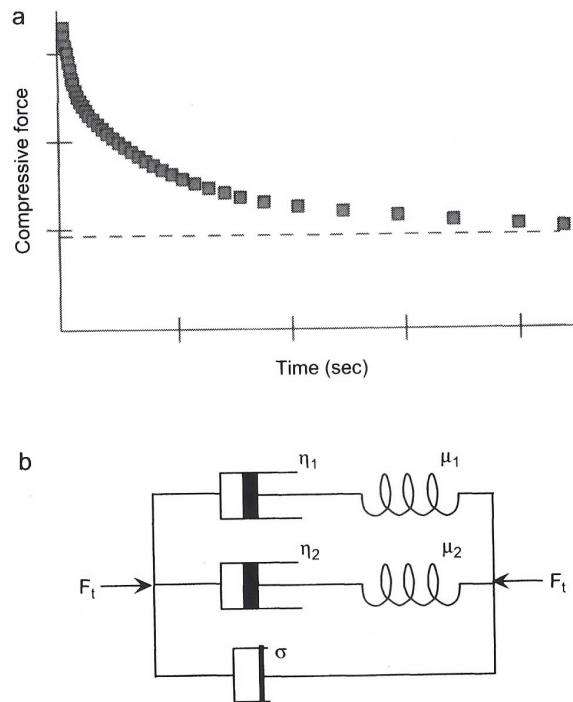 a
Compressive force
Time (sec)
b
η₁ μ₁
η₂ μ₂
Fₜ Fₜ
σ